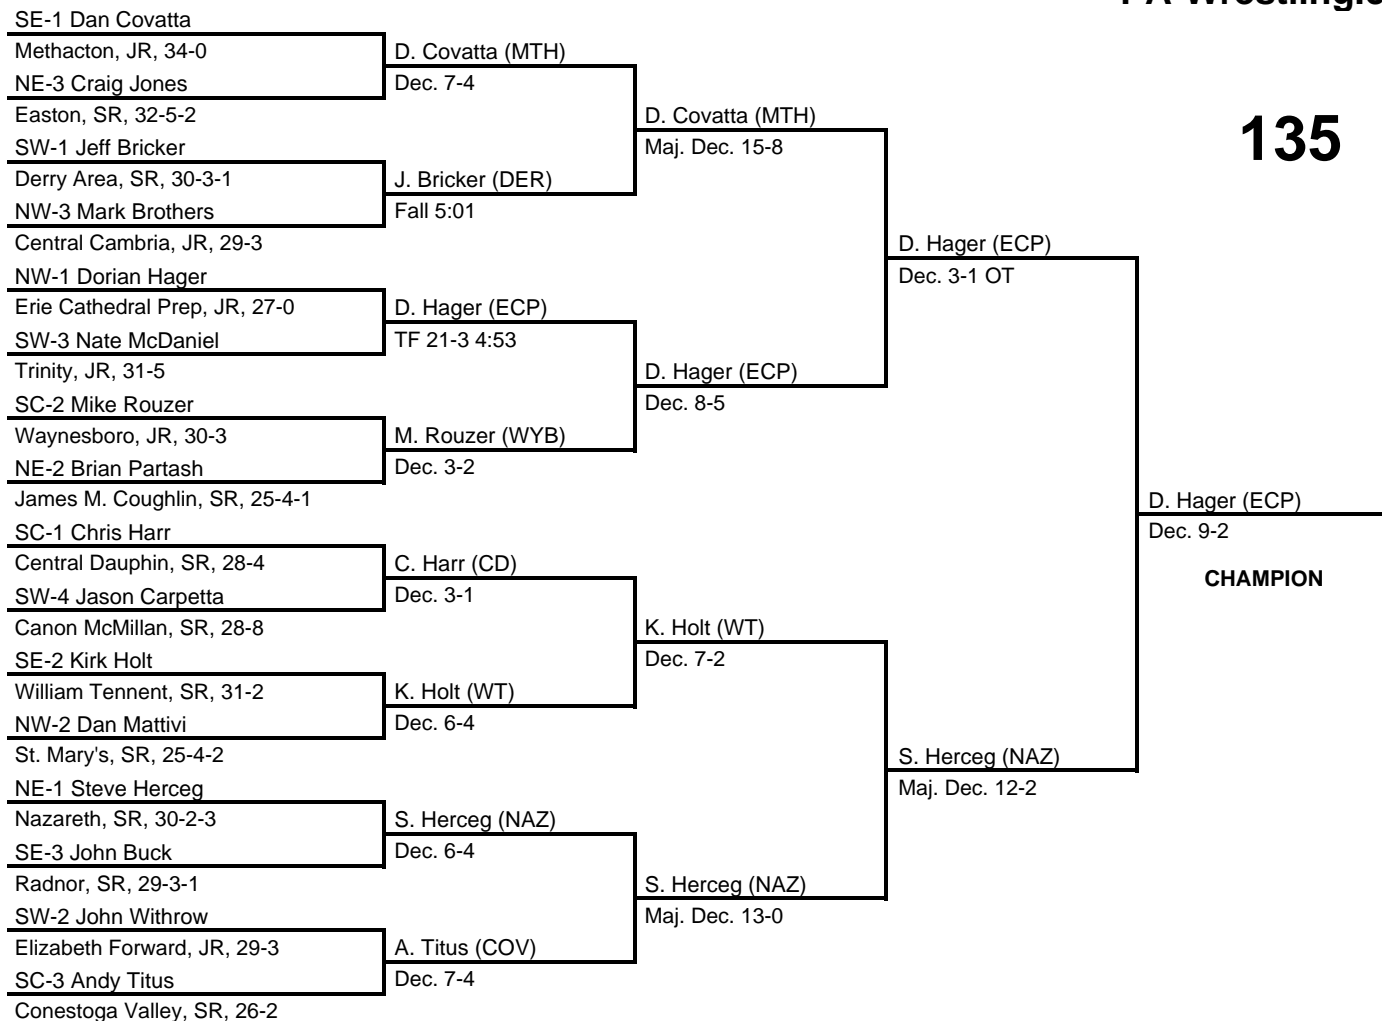 SE-1 Dan Covatta
Methacton, JR, 34-0
NE-3 Craig Jones
Easton, SR, 32-5-2
SW-1 Jeff Bricker
Derry Area, SR, 30-3-1
NW-3 Mark Brothers
Central Cambria, JR, 29-3
NW-1 Dorian Hager
Erie Cathedral Prep, JR, 27-0
SW-3 Nate McDaniel
Trinity, JR, 31-5
SC-2 Mike Rouzer
Waynesboro, JR, 30-3
NE-2 Brian Partash
James M. Coughlin, SR, 25-4-1
SC-1 Chris Harr
Central Dauphin, SR, 28-4
SW-4 Jason Carpetta
Canon McMillan, SR, 28-8
SE-2 Kirk Holt
William Tennent, SR, 31-2
NW-2 Dan Mattivi
St. Mary's, SR, 25-4-2
NE-1 Steve Herceg
Nazareth, SR, 30-2-3
SE-3 John Buck
Radnor, SR, 29-3-1
SW-2 John Withrow
Elizabeth Forward, JR, 29-3
SC-3 Andy Titus
Conestoga Valley, SR, 26-2
D. Covatta (MTH)
Dec. 7-4
J. Bricker (DER)
Fall 5:01
D. Hager (ECP)
TF 21-3 4:53
M. Rouzer (WYB)
Dec. 3-2
C. Harr (CD)
Dec. 3-1
K. Holt (WT)
Dec. 6-4
S. Herceg (NAZ)
Dec. 6-4
A. Titus (COV)
Dec. 7-4
D. Covatta (MTH)
Maj. Dec. 15-8
D. Hager (ECP)
Dec. 8-5
K. Holt (WT)
Dec. 7-2
S. Herceg (NAZ)
Maj. Dec. 13-0
D. Hager (ECP)
Dec. 3-1 OT
S. Herceg (NAZ)
Maj. Dec. 12-2
135
D. Hager (ECP)
Dec. 9-2
CHAMPION